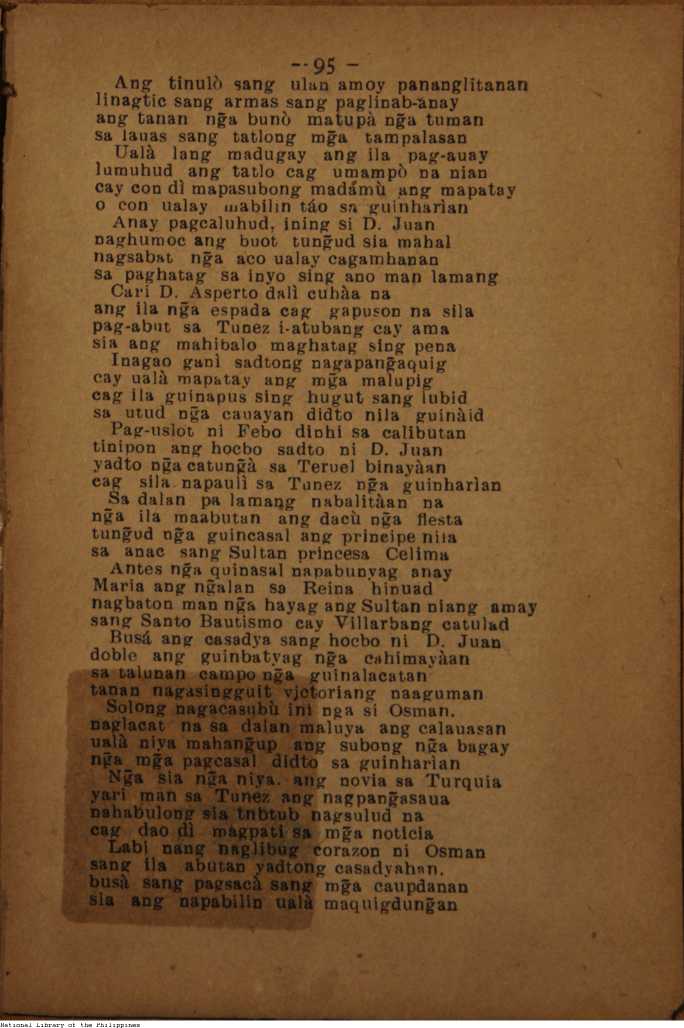 -- 95 --
Ang tinulò sang ulan amoy pananglitanan
linagtic sang armas sang paglinab-anay
ang tanan ng̃a bunò matupà ng̃a tuman
sa lauas sang tatlong mg̃a tampalasan
Ualà lang madugay ang ila pag-auay
lumuhud ang tatlo cag umampò na nian
cay con dì mapasubong madámù ang mapatay
o con ualay mabilin táo sa guinharìan
Anay pagcaluhud, ining si D. Juan
naghumoc ang buot tung̃ud sia mahal
nagsabat ng̃a aco ualay cagamhanan
sa paghatag sa inyo sing ano man lamang
Cari D. Asperto dalì cuhàa na
ang ila ng̃a espada cag gapuson na sila
pag-abut sa Tunez i-atubang cay ama
sia ang mahibalo maghatag sing pena
Inagao ganì sadtong nagapang̃aquig
cay ualà mapatay ang mg̃a malupig
cag ila guinapus sing hugut sang lubid
sa utud ng̃a cauayan didto nila guinàid
Pag-uslot ni Febo dinhi sa calibutan
tinipon ang hocbo sadto ni D. Juan
yadto ng̃a catung̃à sa Teruel binayàan
cag sila napaulì sa Tunez ng̃a guinharìan
Sa dalan pa lamang nabalitàan na
ng̃a ila maabutan ang dacù ng̃a fiesta
tung̃ud ng̃a guincasal ang principe nila
sa anac sang Sultan princesa Celima
Antes ng̃a quinasal napabunyag anay
Maria ang ng̃alan sa Reina hinuad
nagbaton man ng̃a hayag ang Sultan niang amay
sang Santo Bautismo cay Villarbang catulad
Busá ang casadya sang hocbo ni D. Juan
doble ang guinbatyag ng̃a cahimayàan
sa talunan campo ng̃a guinalacatan
tanan nagasingguit victoriang naaguman
Solong nagacasubù ini nga si Osman.
naglacat na sa dalan maluya ang calauasan
ualà niya mahang̃up ang subong ng̃a bagay
ng̃a mg̃a pagcasal didto sa guinharìan
Ng̃a sia ng̃a niya. ang novia sa Turquia
yari man sa Tunez ang nagpang̃asaua
nahabulong sia tnbtub nagsulud na
cag dao dì magpati sa mg̃a noticia
Labi nang naglibug corazon ni Osman
sang ila abutan yadtong casadyahan.
busà sang pagsacà sang mg̃a caupdanan
sia ang napabilin ualà maquigdung̃an
National Library of the Philippines